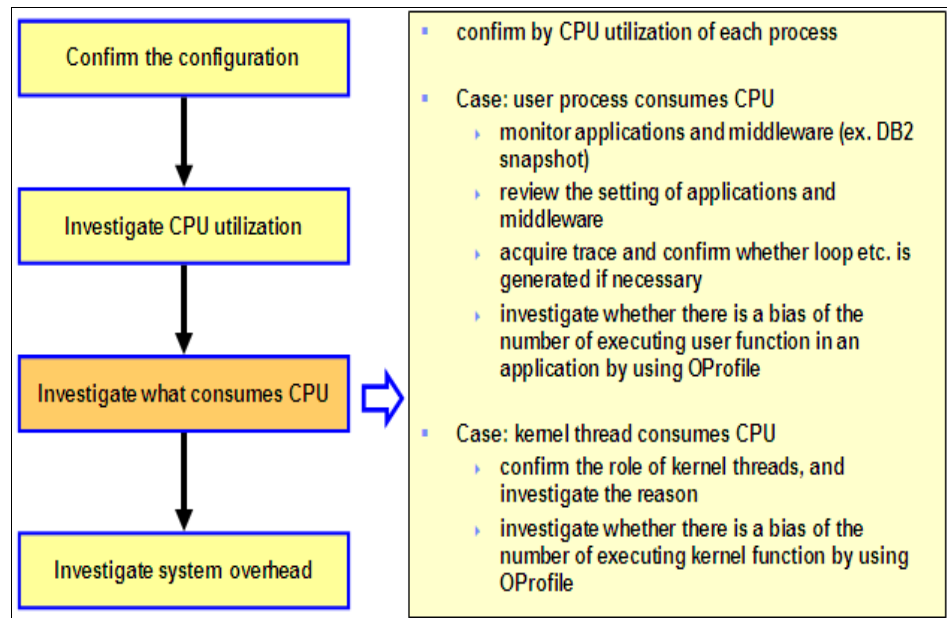 Confirm the configuration
Investigate CPU utilization
Investigate what consumes CPU
Investigate system overhead
confirm by CPU utilization of each process
Case: user process consumes CPU
monitor applications and middleware (ex. DB2
snapshot)
review the setting of applications and
middleware
acquire trace and confirm whether loop etc. is
generated if necessary
investigate whether there is a bias of the
number of executing user function in an
application by using OProfile
Case: kernel thread consumes CPU
confirm the role of kernel threads, and
investigate the reason
investigate whether there is a bias of the
number of executing kernel function by using
OProfile